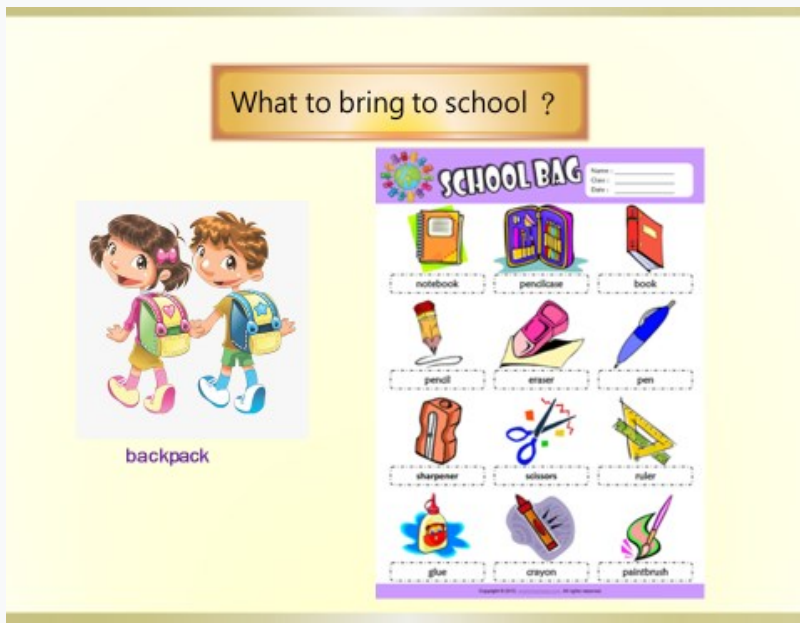 What to bring to school ?
SCHOOL BAG
Name :
Class :
Date :
notebook pencilcase book
pencil eraser pen
backpack
sharpener scissors ruler
glue crayon paintbrush